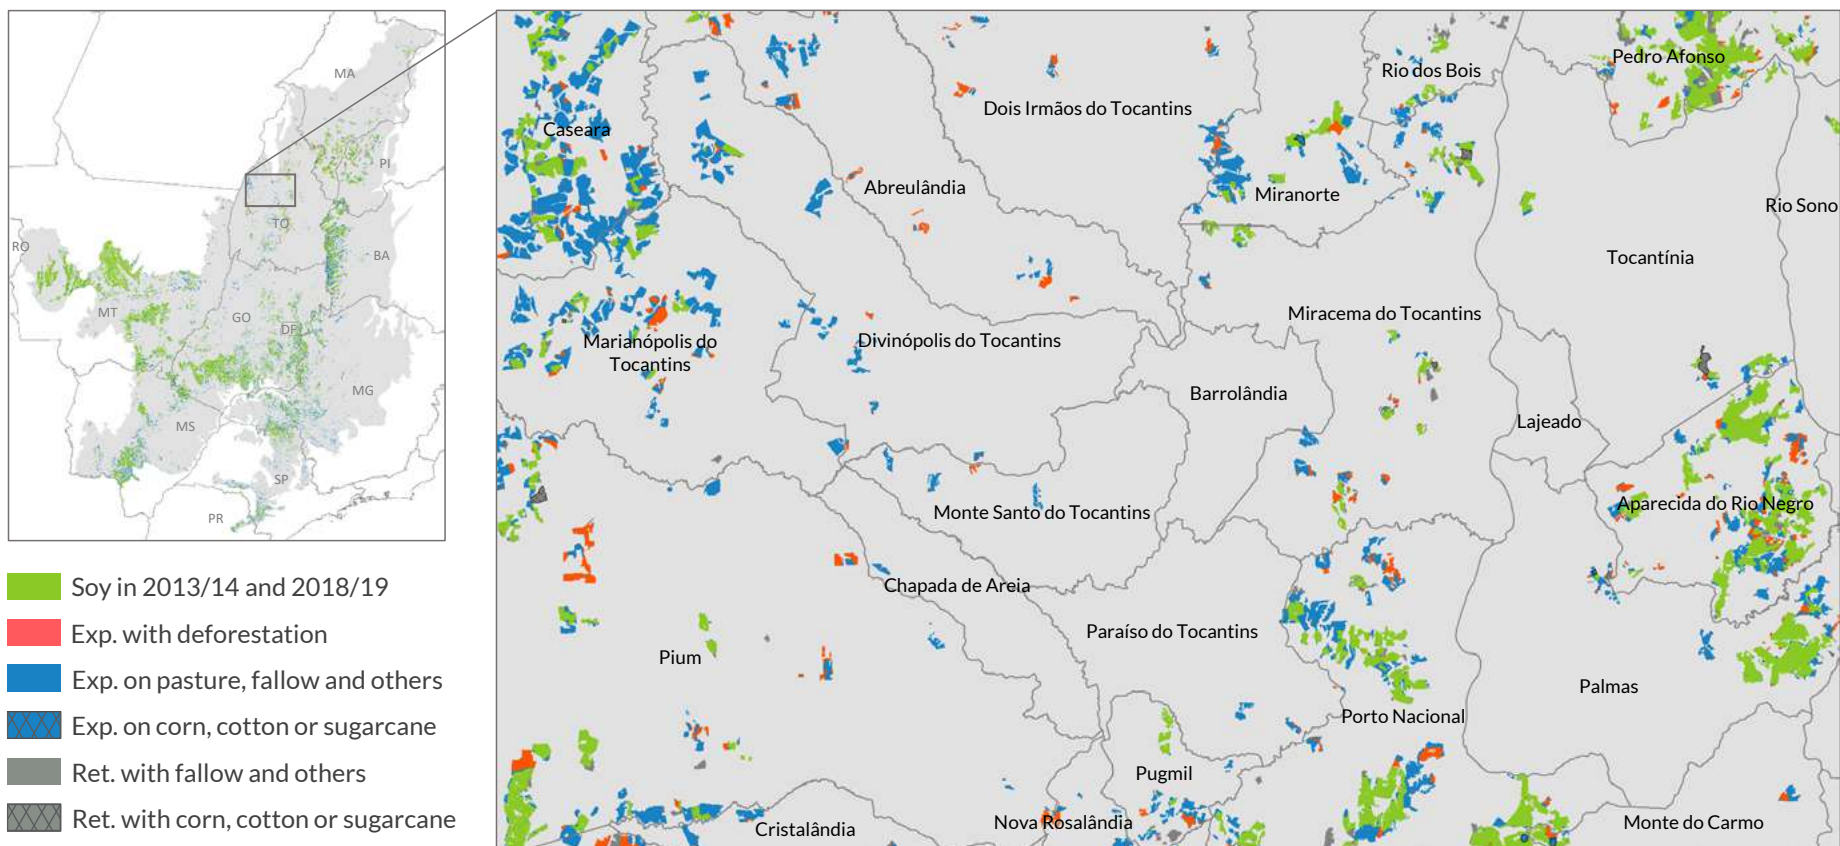 MA
PI
TO
RO
BA
MT
GO
DF
MG
MS
SP
PR
Soy in 2013/14 and 2018/19
Exp. with deforestation
Exp. on pasture, fallow and others
Exp. on corn, cotton or sugarcane
Ret. with fallow and others
Ret. with corn, cotton or sugarcane
Pedro Afonso
Rio dos Bois
Dois Irmãos do Tocantins
Caseara
Abreulândia
Miranorte
Rio Sono
Tocantínia
Miracema do Tocantins
Marianópolis do
Tocantins
Divinópolis do Tocantins
Barrolândia
Lajeado
Aparecida do Rio Negro
Monte Santo do Tocantins
Chapada de Areia
Paraíso do Tocantins
Pium
Palmas
Porto Nacional
Pugmil
Nova Rosalândia
Cristalândia
Monte do Carmo